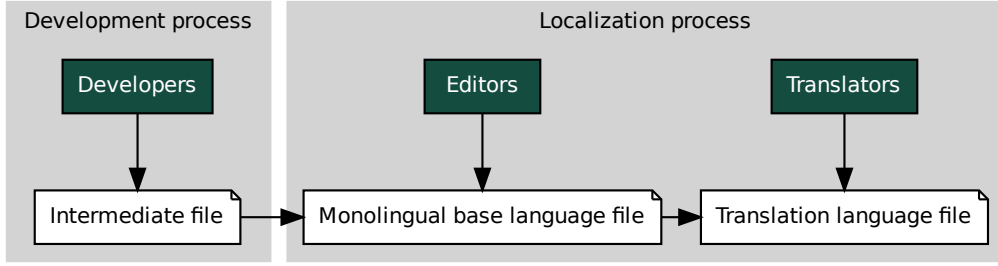 Development process
Localization process
Developers
Editors
Translators
Intermediate file
Monolingual base language file
Translation language file